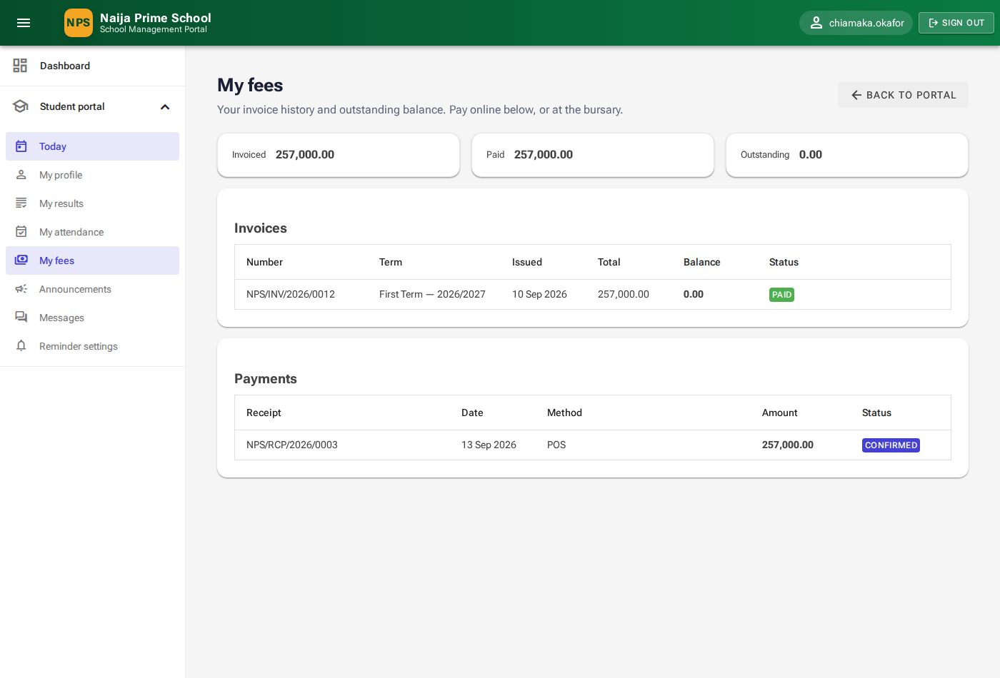 NPS
Naija Prime School
School Management Portal
chiamaka.okafor
SIGN OUT
Dashboard
Student portal
Today
My profile
My results
My attendance
My fees
Announcements
Messages
Reminder settings
My fees
Your invoice history and outstanding balance. Pay online below, or at the bursary.
BACK TO PORTAL
Invoiced 257,000.00
Paid 257,000.00
Outstanding 0.00
Invoices
Number Term Issued Total Balance Status
NPS/INV/2026/0012 First Term — 2026/2027 10 Sep 2026 257,000.00 0.00 PAID
Payments
Receipt Date Method Amount Status
NPS/RCP/2026/0003 13 Sep 2026 POS 257,000.00 CONFIRMED